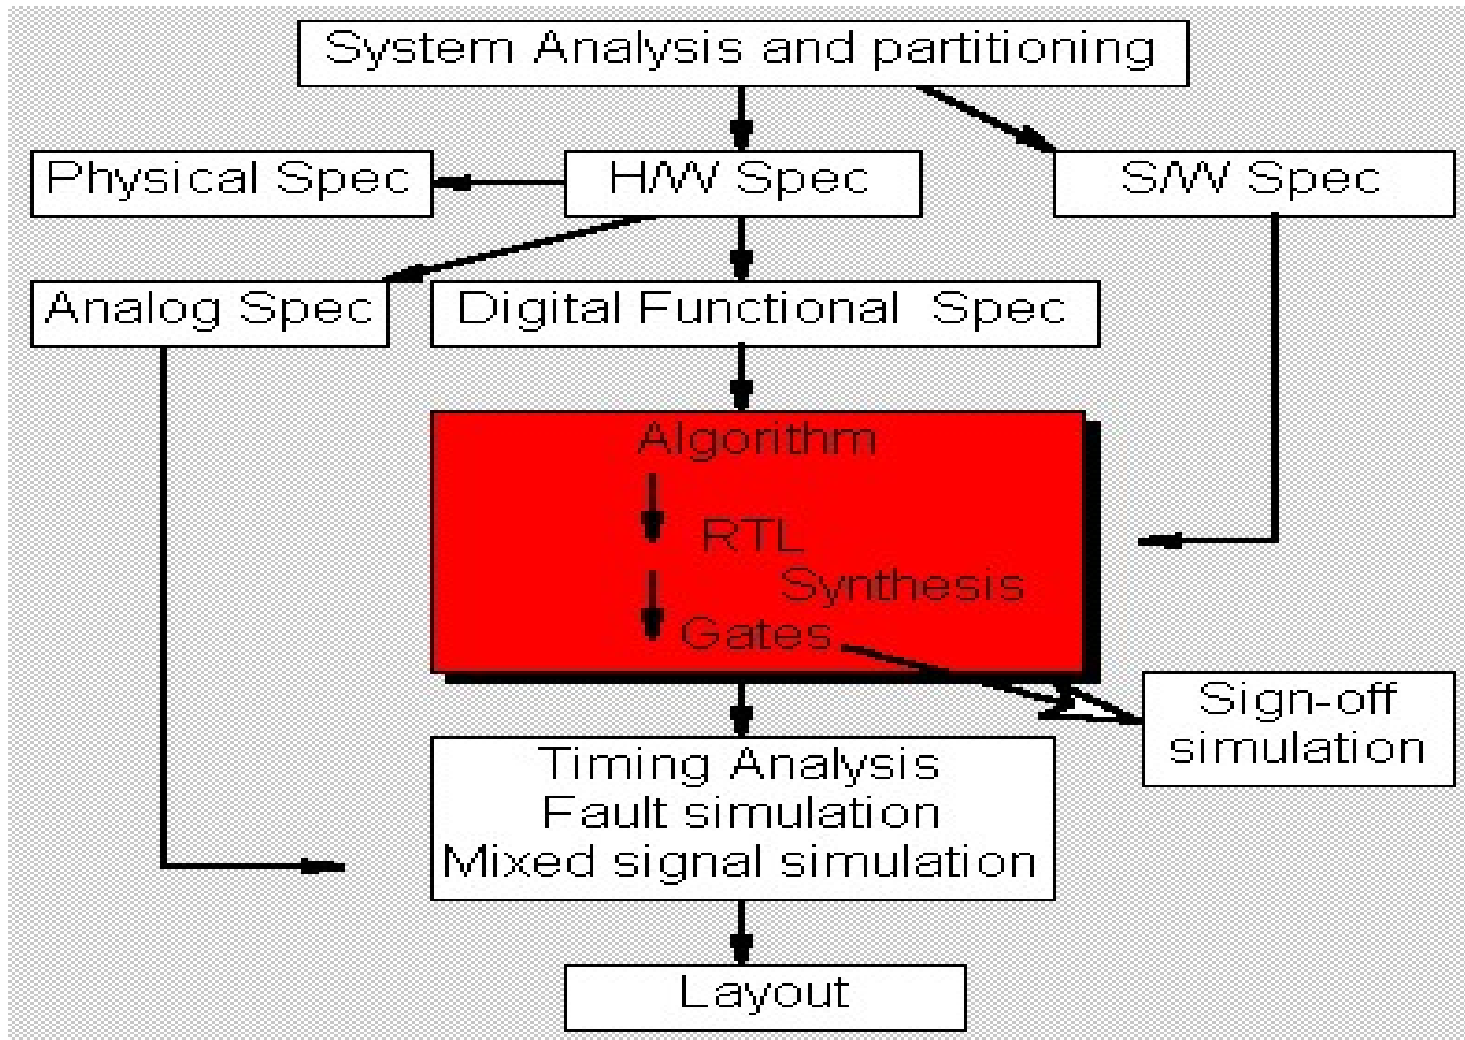 System Analysis and partitioning
Physical Spec
H/W Spec
S/W Spec
Analog Spec
Digital Functional Spec
Algorithm
RTL
Synthesis
Gates
Sign-off
simulation
Timing Analysis
Fault simulation
Mixed signal simulation
Layout